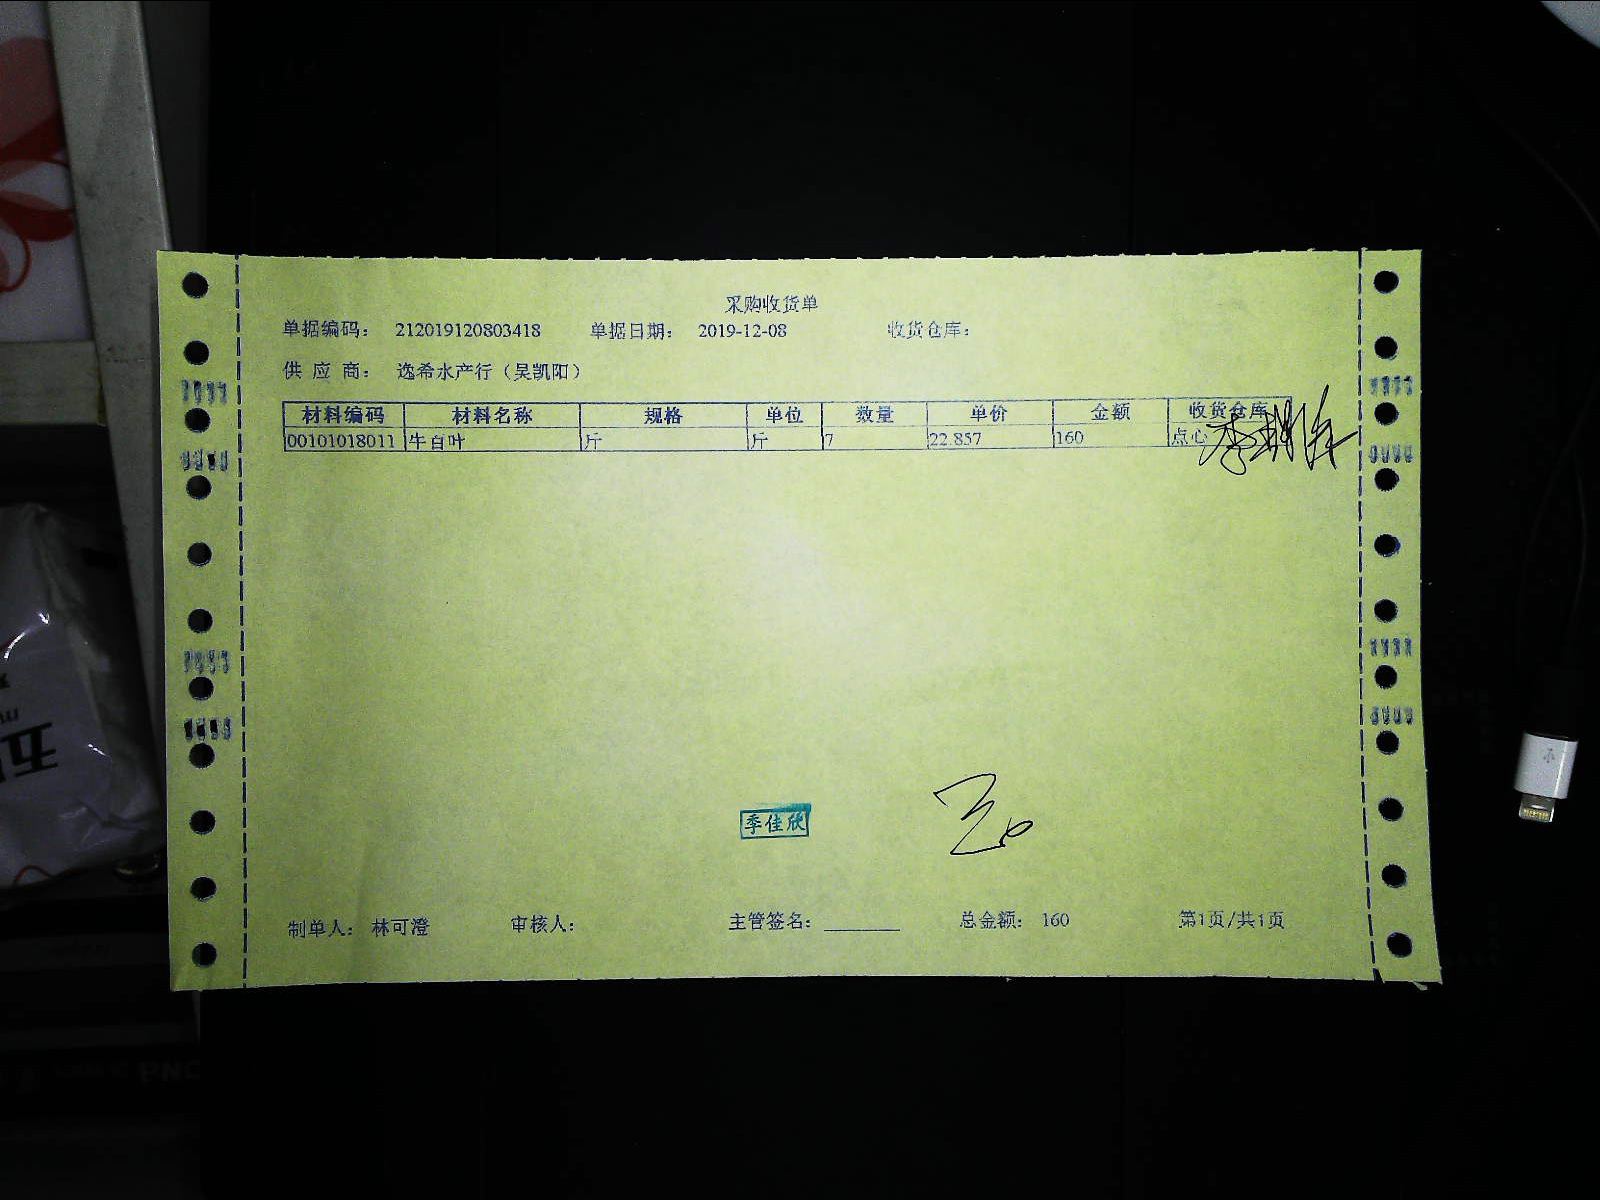 采购收货单
单据编码： 212019120803418 单据日期： 2019-12-08 收货仓库：
供 应 商： 逸希水产行（吴凯阳）
材料编码 材料名称 规格 单位 数量 单价 金额 收货仓库
00101018011 牛百叶 斤 斤 7 22.857 160 点心
季佳欣
制单人： 林可澄 审核人： 主管签名： 总金额： 160 第1页/共1页
五
PNC